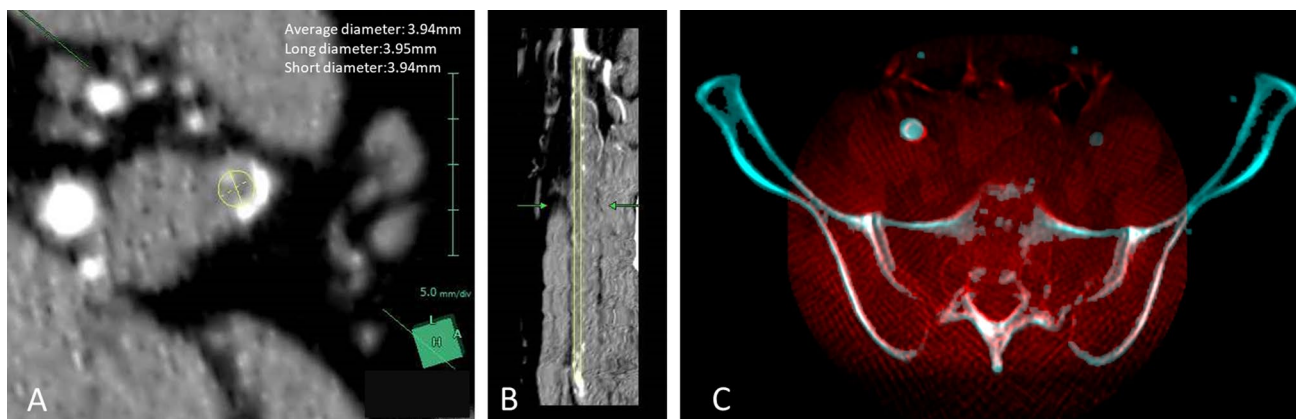 Average diameter: 3.94mm
Long diameter:3.95mm
Short diameter:3.94mm
5.0 mm/div
L
A
H
A
B
C